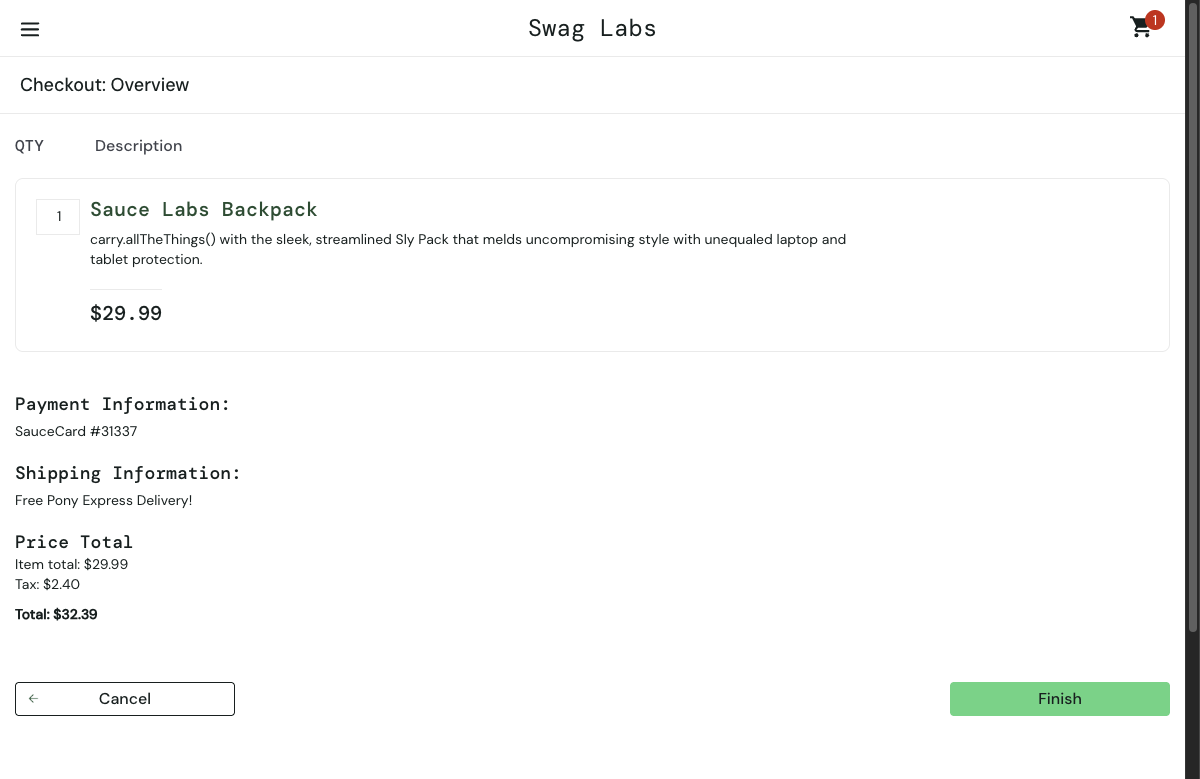 Swag Labs
1
Checkout: Overview
QTY
Description
1
Sauce Labs Backpack
carry.allTheThings() with the sleek, streamlined Sly Pack that melds uncompromising style with unequaled laptop and
tablet protection.
$29.99
Payment Information:
SauceCard #31337
Shipping Information:
Free Pony Express Delivery!
Price Total
Item total: $29.99
Tax: $2.40
Total: $32.39
Cancel
Finish